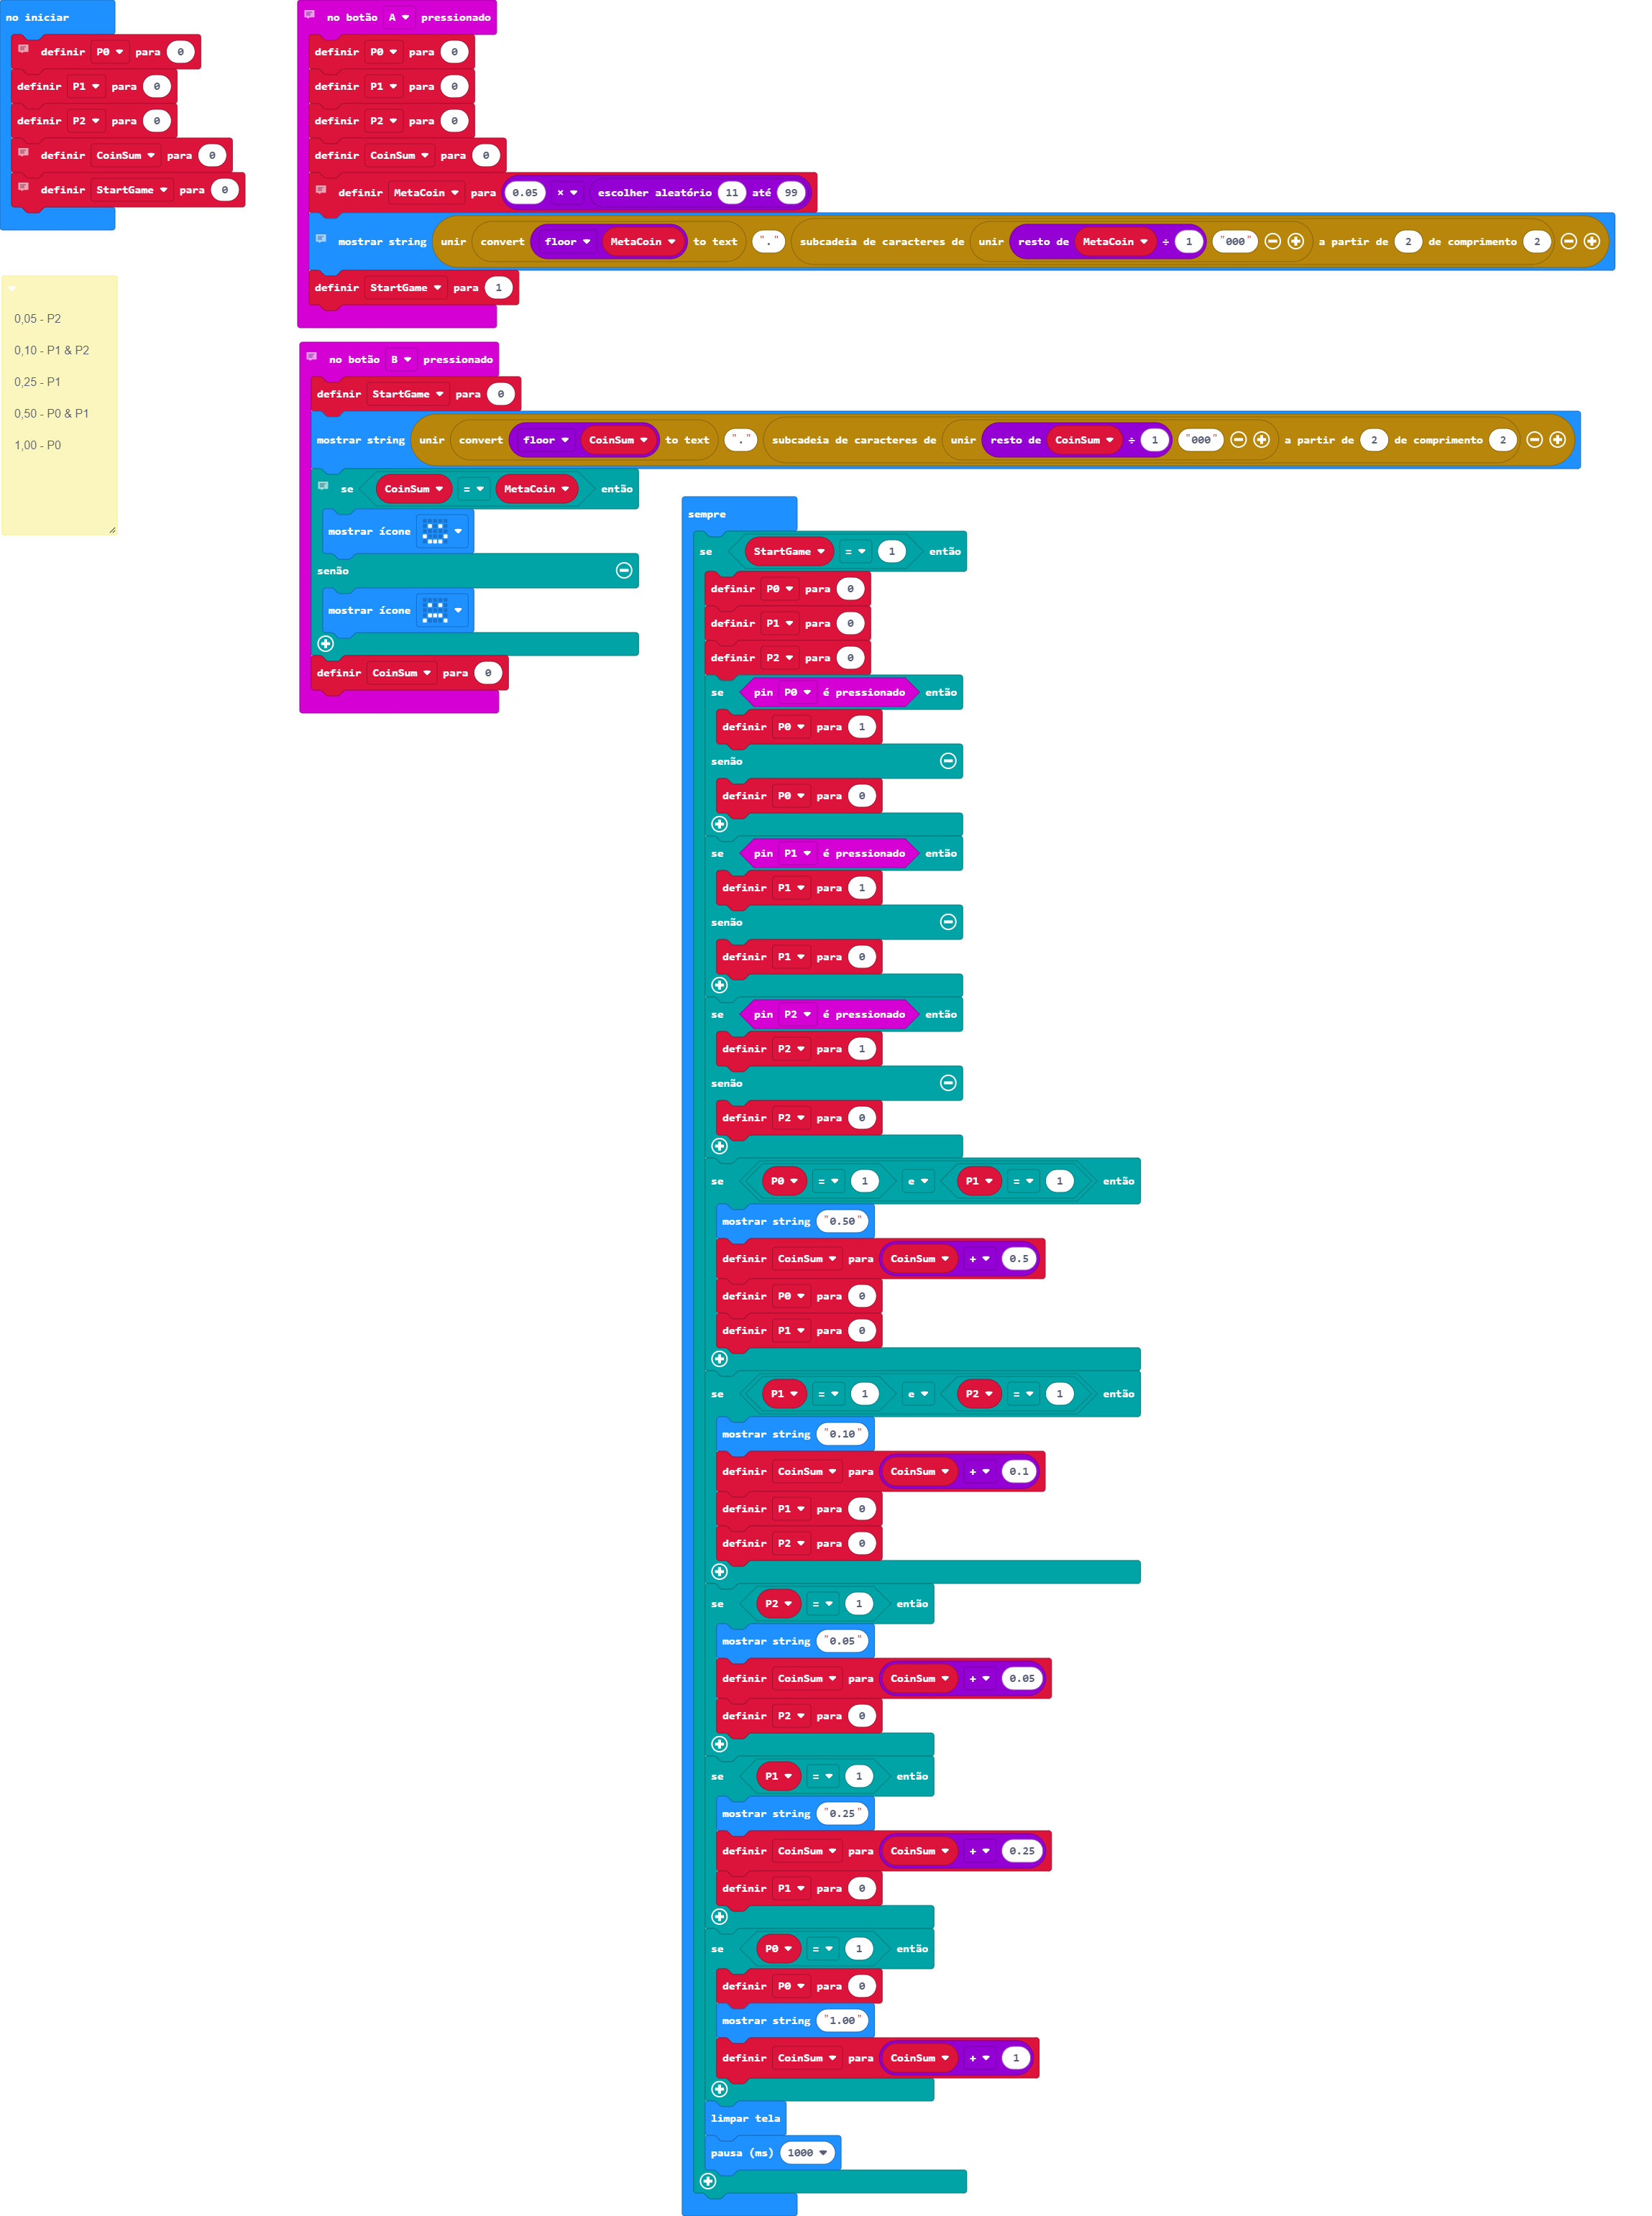 no iniciar
definir P0 para 0
definir P1 para 0
definir P2 para 0
definir CoinSum para 0
definir StartGame para 0
0,05 - P2
0,10 - P1 & P2
0,25 - P1
0,50 - P0 & P1
1,00 - P0
no botão A pressionado
definir P0 para 0
definir P1 para 0
definir P2 para 0
definir CoinSum para 0
definir MetaCoin para 0.05 × escolher aleatório 11 até 99
mostrar string unir convert floor MetaCoin to text "." subcadeia de caracteres de unir resto de MetaCoin ÷ 1 "000" a partir de 2 de comprimento 2
definir StartGame para 1
no botão B pressionado
definir StartGame para 0
mostrar string unir convert floor CoinSum to text "." subcadeia de caracteres de unir resto de CoinSum ÷ 1 "000" a partir de 2 de comprimento 2
se CoinSum = MetaCoin então
mostrar ícone
senão
mostrar ícone
definir CoinSum para 0
sempre
se StartGame = 1 então
definir P0 para 0
definir P1 para 0
definir P2 para 0
se pin P0 é pressionado então
definir P0 para 1
senão
definir P0 para 0
se pin P1 é pressionado então
definir P1 para 1
senão
definir P1 para 0
se pin P2 é pressionado então
definir P2 para 1
senão
definir P2 para 0
se P0 = 1 e P1 = 1 então
mostrar string "0.50"
definir CoinSum para CoinSum + 0.5
definir P0 para 0
definir P1 para 0
se P1 = 1 e P2 = 1 então
mostrar string "0.10"
definir CoinSum para CoinSum + 0.1
definir P1 para 0
definir P2 para 0
se P2 = 1 então
mostrar string "0.05"
definir CoinSum para CoinSum + 0.05
definir P2 para 0
se P1 = 1 então
mostrar string "0.25"
definir CoinSum para CoinSum + 0.25
definir P1 para 0
se P0 = 1 então
definir P0 para 0
mostrar string "1.00"
definir CoinSum para CoinSum + 1
limpar tela
pausa (ms) 1000